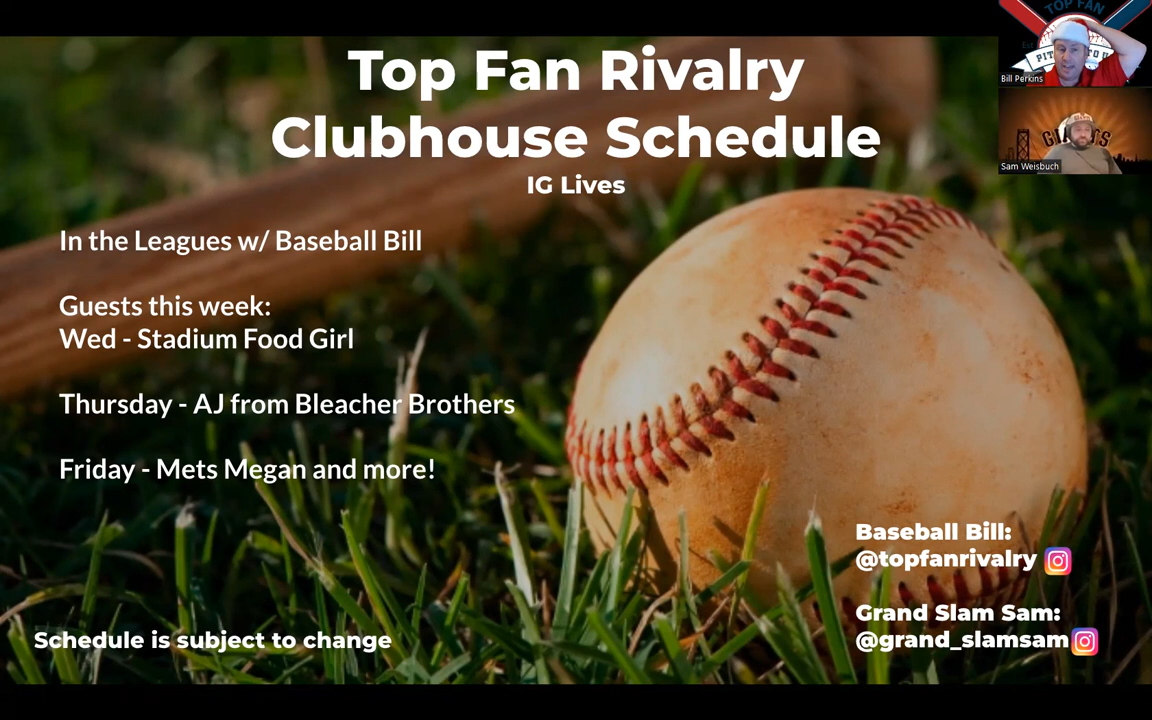 Top Fan Rivalry
Clubhouse Schedule
IG Lives
In the Leagues w/ Baseball Bill
Guests this week:
Wed - Stadium Food Girl
Thursday - AJ from Bleacher Brothers
Friday - Mets Megan and more!
Baseball Bill:
@topfanrivalry
Grand Slam Sam:
@grand_slamsam
Schedule is subject to change
TOP FAN
Bill Perkins
Sam Weisbuch